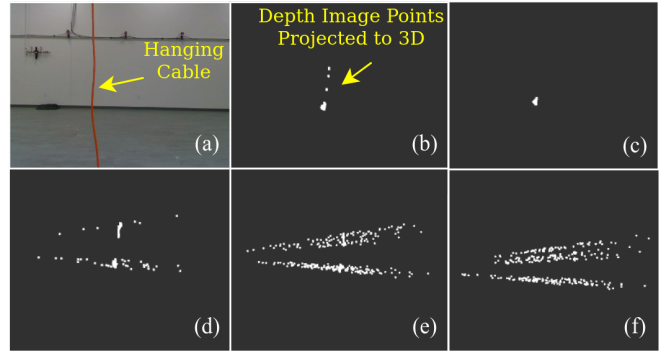 Hanging
Cable
(a)
Depth Image Points
Projected to 3D
(b)
(c)
(d)
(e)
(f)